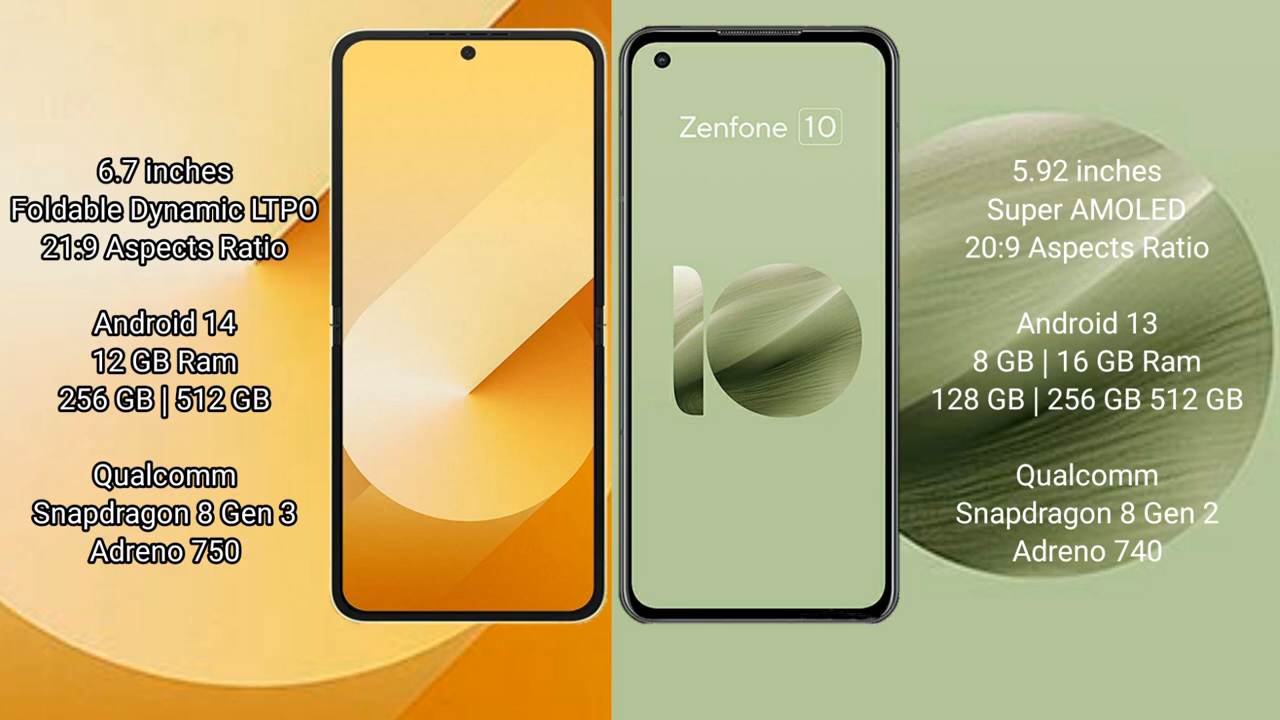 6.7 inches
Foldable Dynamic LTPO
21:9 Aspects Ratio
Android 14
12 GB Ram
256 GB | 512 GB
Qualcomm
Snapdragon 8 Gen 3
Adreno 750
Zenfone 10
10
5.92 inches
Super AMOLED
20:9 Aspects Ratio
Android 13
8 GB | 16 GB Ram
128 GB | 256 GB 512 GB
Qualcomm
Snapdragon 8 Gen 2
Adreno 740